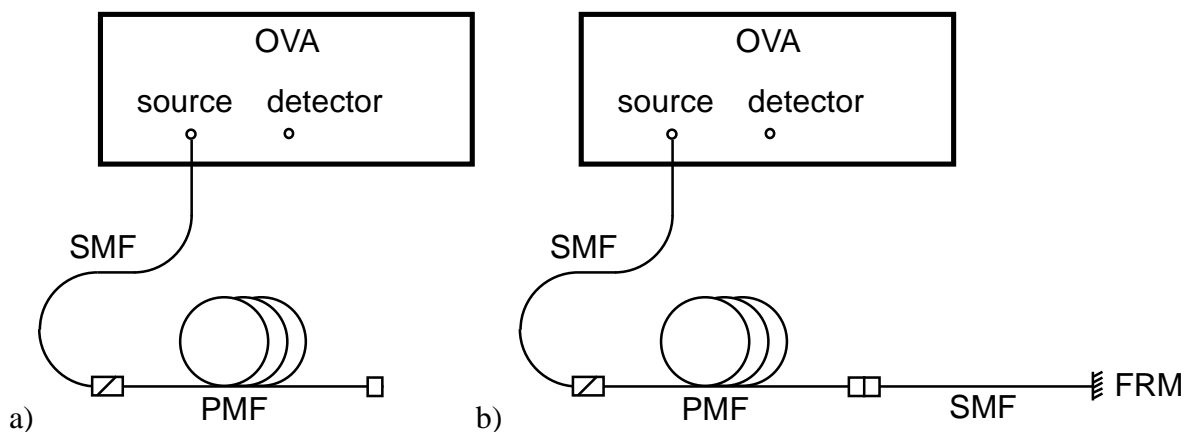 OVA
source detector
SMF
PMF
a)
OVA
source detector
SMF
PMF
SMF
FRM
b)